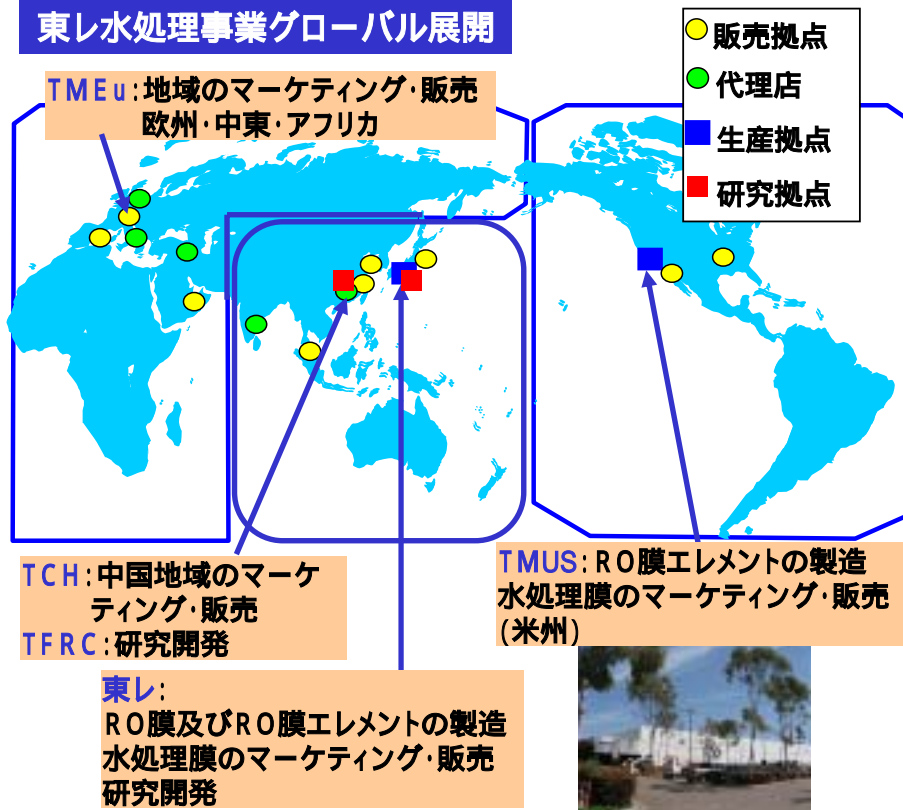 東レ水処理事業グローバル展開
販売拠点
代理店
生産拠点
研究拠点
TMEu:地域のマーケティング・販売
欧州・中東・アフリカ
TCH:中国地域のマーケ
ティング・販売
TFRC:研究開発
TMUS:RO膜エレメントの製造
水処理膜のマーケティング・販売
(米州)
東レ:
RO膜及びRO膜エレメントの製造
水処理膜のマーケティング・販売
研究開発